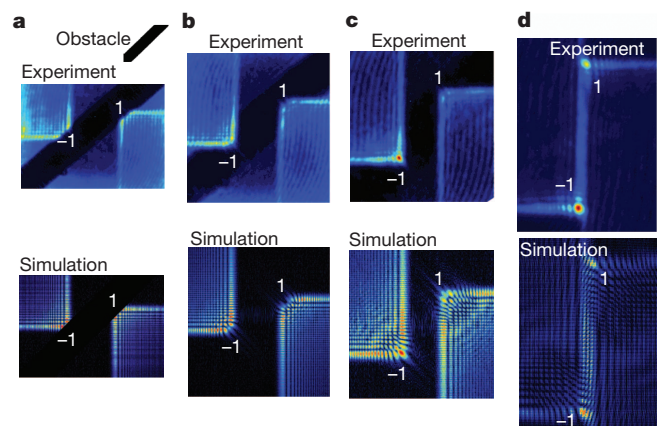 a
b
c
d
Obstacle
Experiment
Experiment
Experiment
Experiment
1
–1
1
–1
1
–1
1
–1
Simulation
Simulation
Simulation
Simulation
1
–1
1
–1
1
–1
1
–1